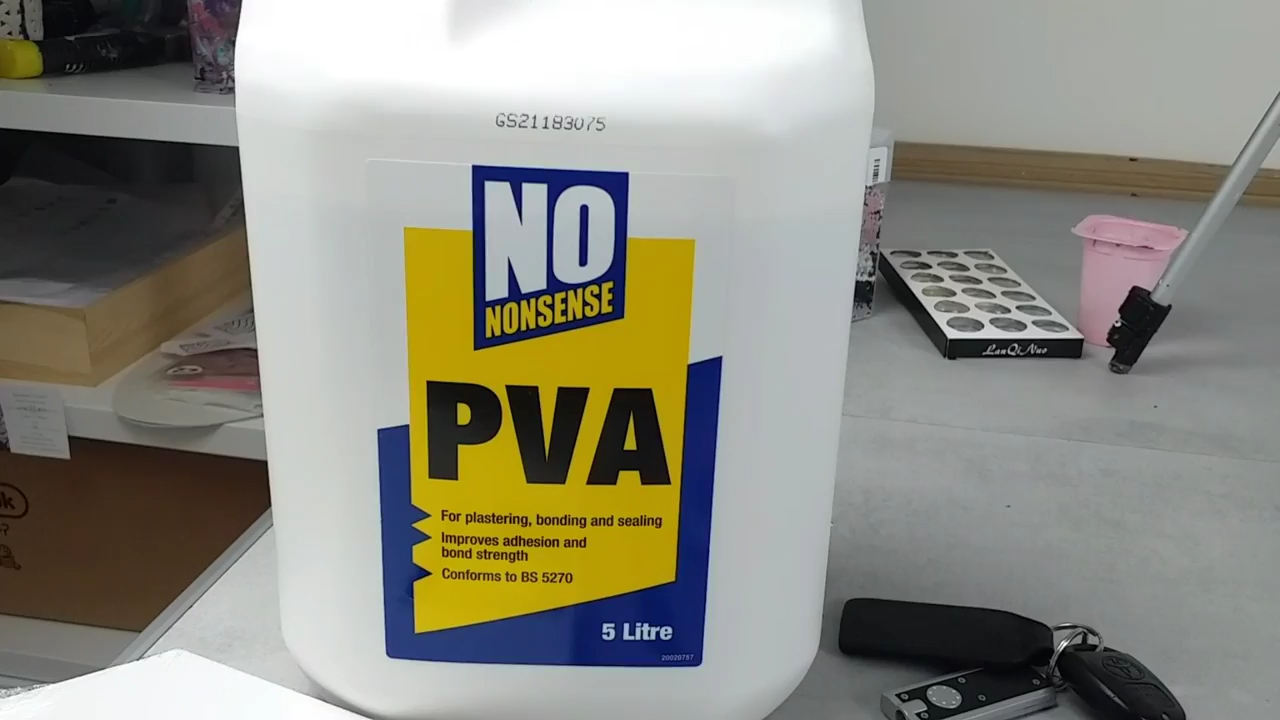 GS21183075
NO
NONSENSE
PVA
For plastering, bonding and sealing
Improves adhesion and
bond strength
Conforms to BS 5270
5 Litre
20020757
LanQiNuo